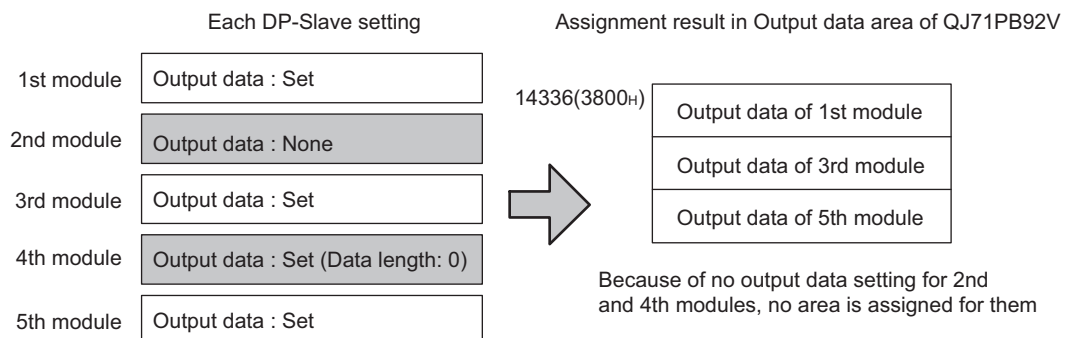 Each DP-Slave setting
Assignment result in Output data area of QJ71PB92V
1st module
Output data : Set
2nd module
Output data : None
3rd module
Output data : Set
4th module
Output data : Set (Data length: 0)
5th module
Output data : Set
14336(3800H)
Output data of 1st module
Output data of 3rd module
Output data of 5th module
Because of no output data setting for 2nd
and 4th modules, no area is assigned for them